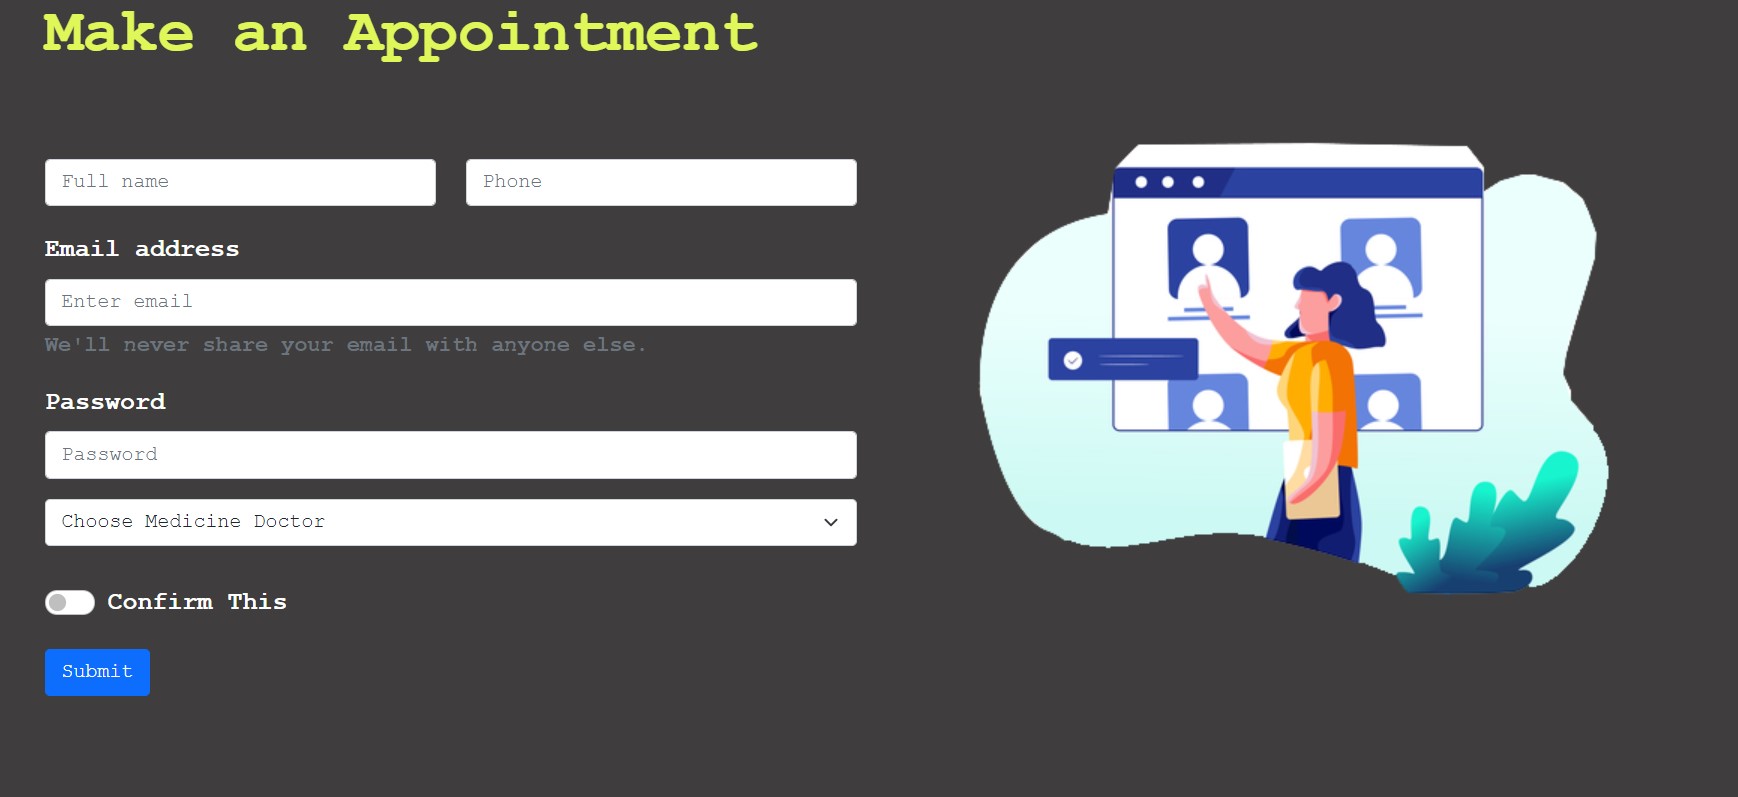 Make an Appointment
Full name
Phone
Email address
Enter email
We'll never share your email with anyone else.
Password
Password
Choose Medicine Doctor
Confirm This
Submit